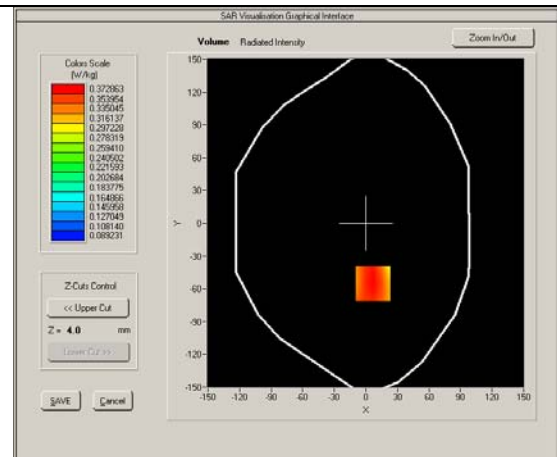 SAR Visualisation Graphical Interface
Volume Radiated Intensity
Zoom In/Out
Colors Scale
(W/kg)
0.372863
0.353954
0.335045
0.316137
0.297228
0.278319
0.259410
0.240502
0.221593
0.202684
0.183775
0.164866
0.145958
0.127049
0.108140
0.089231
Z-Cuts Control
<< Upper Cut
Z = 4.0 mm
Lower Cut >>
SAVE Cancel
150
120
90
60
30
0
-30
-60
-90
-120
-150
Y
-150 -120 -90 -60 -30 0 30 60 90 120 150
X